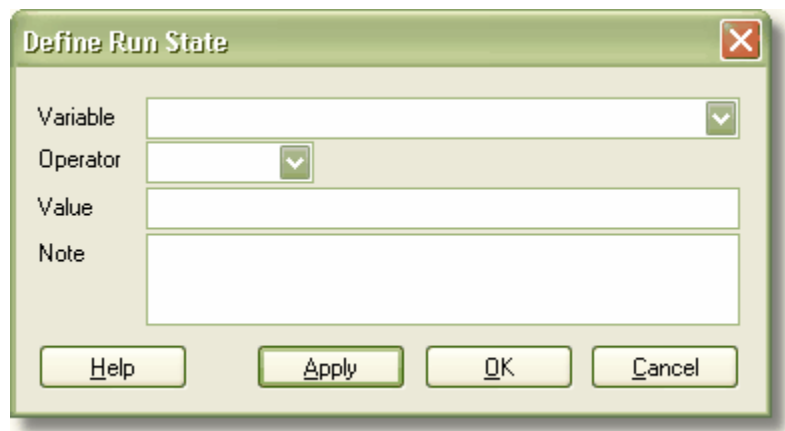 Define Run State
Variable
Operator
Value
Note
Help Apply OK Cancel